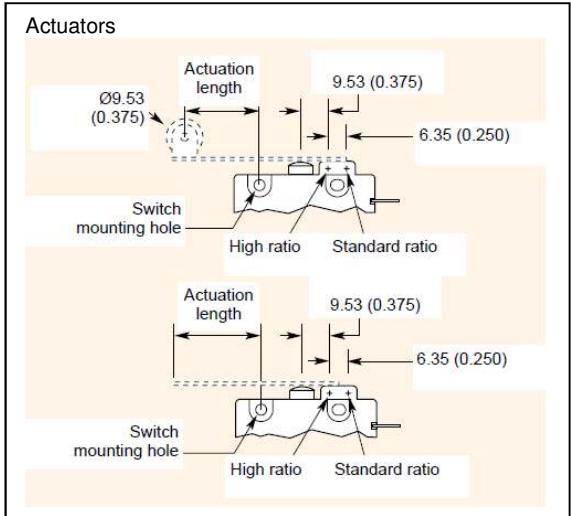 Actuators
Actuation
length
9.53 (0.375)
Ø9.53
(0.375)
6.35 (0.250)
Switch
mounting hole
High ratio
Standard ratio
Actuation
length
9.53 (0.375)
6.35 (0.250)
Switch
mounting hole
High ratio
Standard ratio